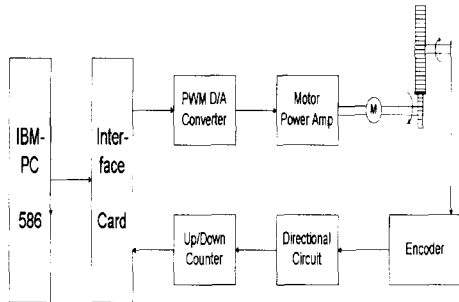 IBM-
PC
586
Inter-
face
Card
PWM D/A
Converter
Motor
Power Amp
M
Up/Down
Counter
Directional
Circuit
Encoder